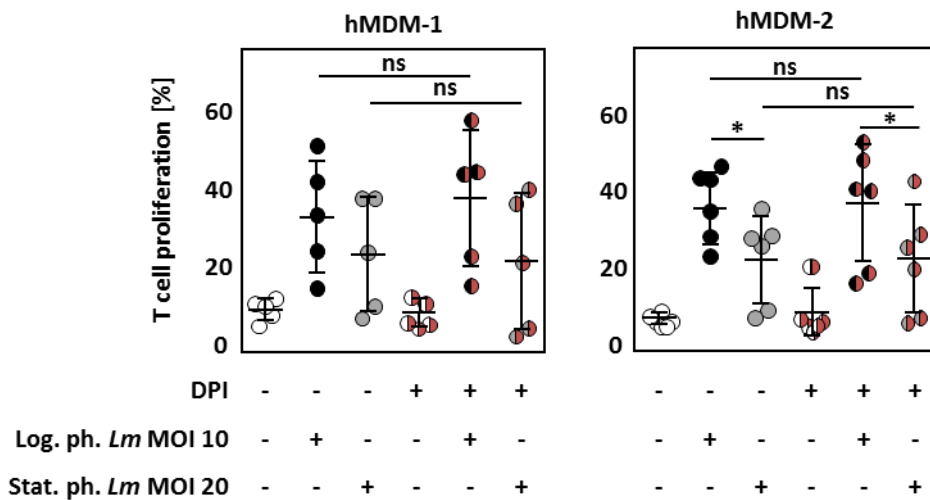 hMDM-1 hMDM-2
ns ns
ns ns
* *
T cell proliferation [%]
60 60
40 40
20 20
0 0
DPI - - - + + + - - - + + +
Log. ph. Lm MOI 10 - + - - + - - + - - + -
Stat. ph. Lm MOI 20 - - + - - + - - + - - +